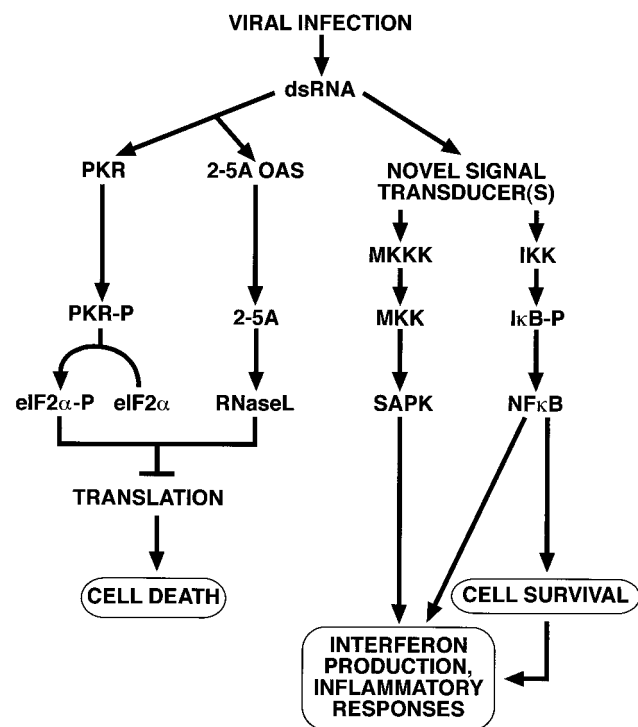 VIRAL INFECTION
dsRNA
PKR
2-5A OAS
NOVEL SIGNAL
TRANSDUCER(S)
MKKK
IKK
PKR-P
2-5A
MKK
IκB-P
eIF2α-P
eIF2α
RNaseL
SAPK
NFκB
TRANSLATION
CELL DEATH
CELL SURVIVAL
INTERFERON
PRODUCTION,
INFLAMMATORY
RESPONSES